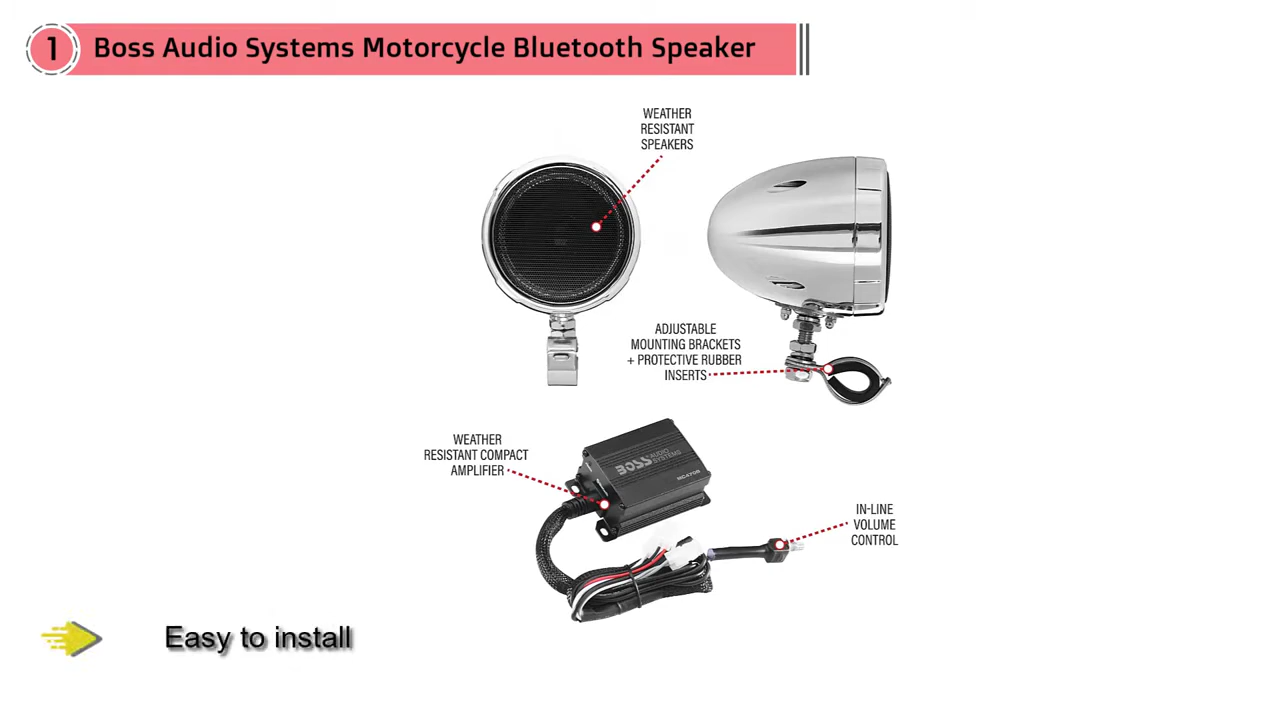 1 Boss Audio Systems Motorcycle Bluetooth Speaker
WEATHER
RESISTANT
SPEAKERS
ADJUSTABLE
MOUNTING BRACKETS
+ PROTECTIVE RUBBER
INSERTS
WEATHER
RESISTANT COMPACT
AMPLIFIER
BOSS AUDIO
SYSTEMS
MC470B
IN-LINE
VOLUME
CONTROL
Easy to install